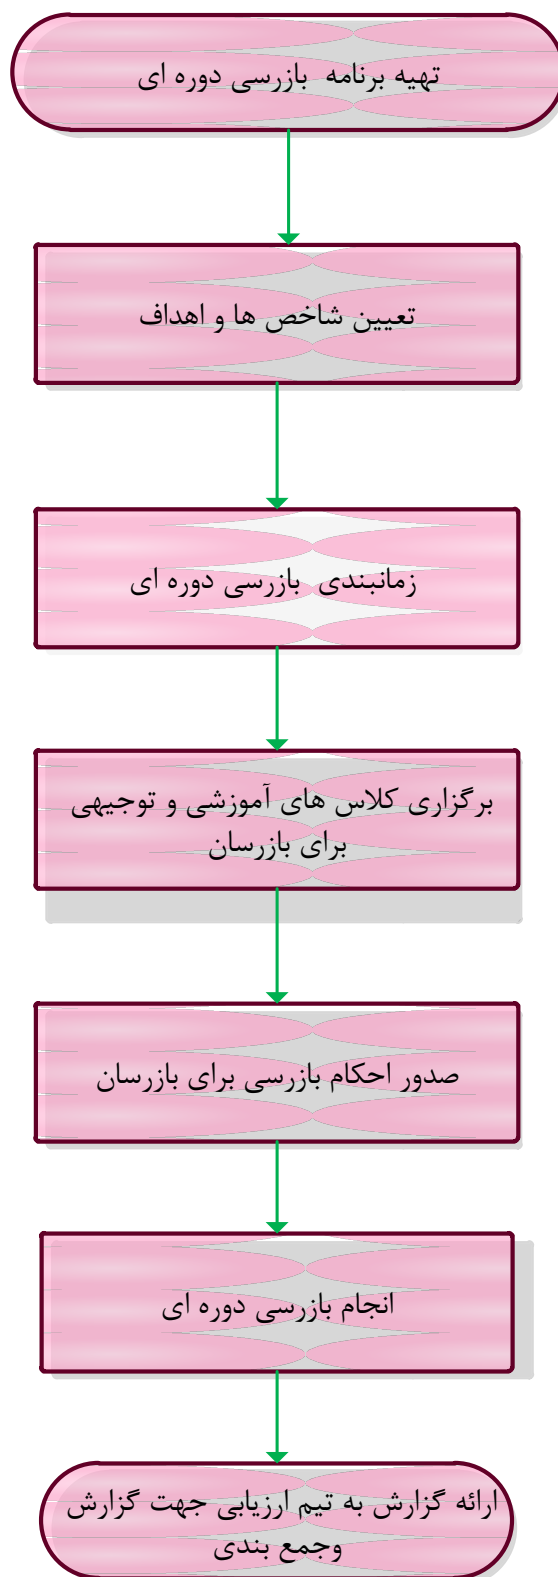 تهیه برنامه  بازرسی دوره ای
تعیین شاخص ها و اهداف
زمانبندی  بازرسی دوره ای
برگزاری کلاس های آموزشی و توجیهی
برای بازرسان
صدور احکام بازرسی برای بازرسان
انجام بازرسی دوره ای
ارائه گزارش به تیم ارزیابی جهت گزارش
وجمع بندی